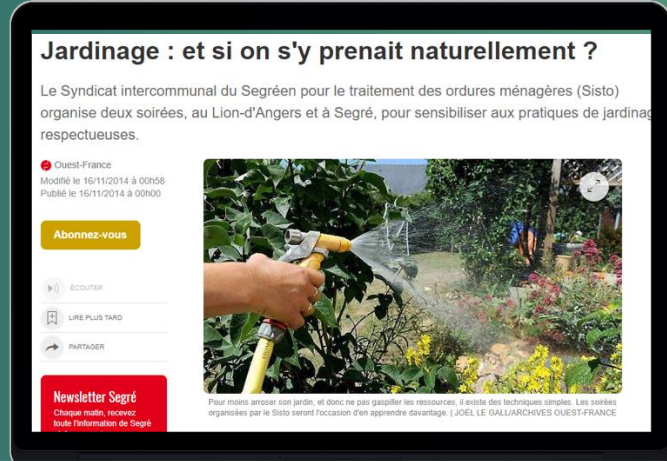 Jardinage : et si on s'y prenait naturellement ?
Le Syndicat intercommunal du Segréen pour le traitement des ordures ménagères (Sisto)
organise deux soirées, au Lion-d'Angers et à Segré, pour sensibiliser aux pratiques de jardinag
respectueuses.
Ouest-France
Modifié le 16/11/2014 à 00h58
Publié le 16/11/2014 à 00h00
Abonnez-vous
ÉCOUTER
LIRE PLUS TARD
PARTAGER
Newsletter Segré
Chaque matin, recevez
toute l'information de Segré
Pour moins arroser son jardin, et donc ne pas gaspiller les ressources, il existe des techniques simples. Les soirées
organisées par le Sisto seront l'occasion d'en apprendre davantage. | JOËL LE GALL/ARCHIVES OUEST-FRANCE